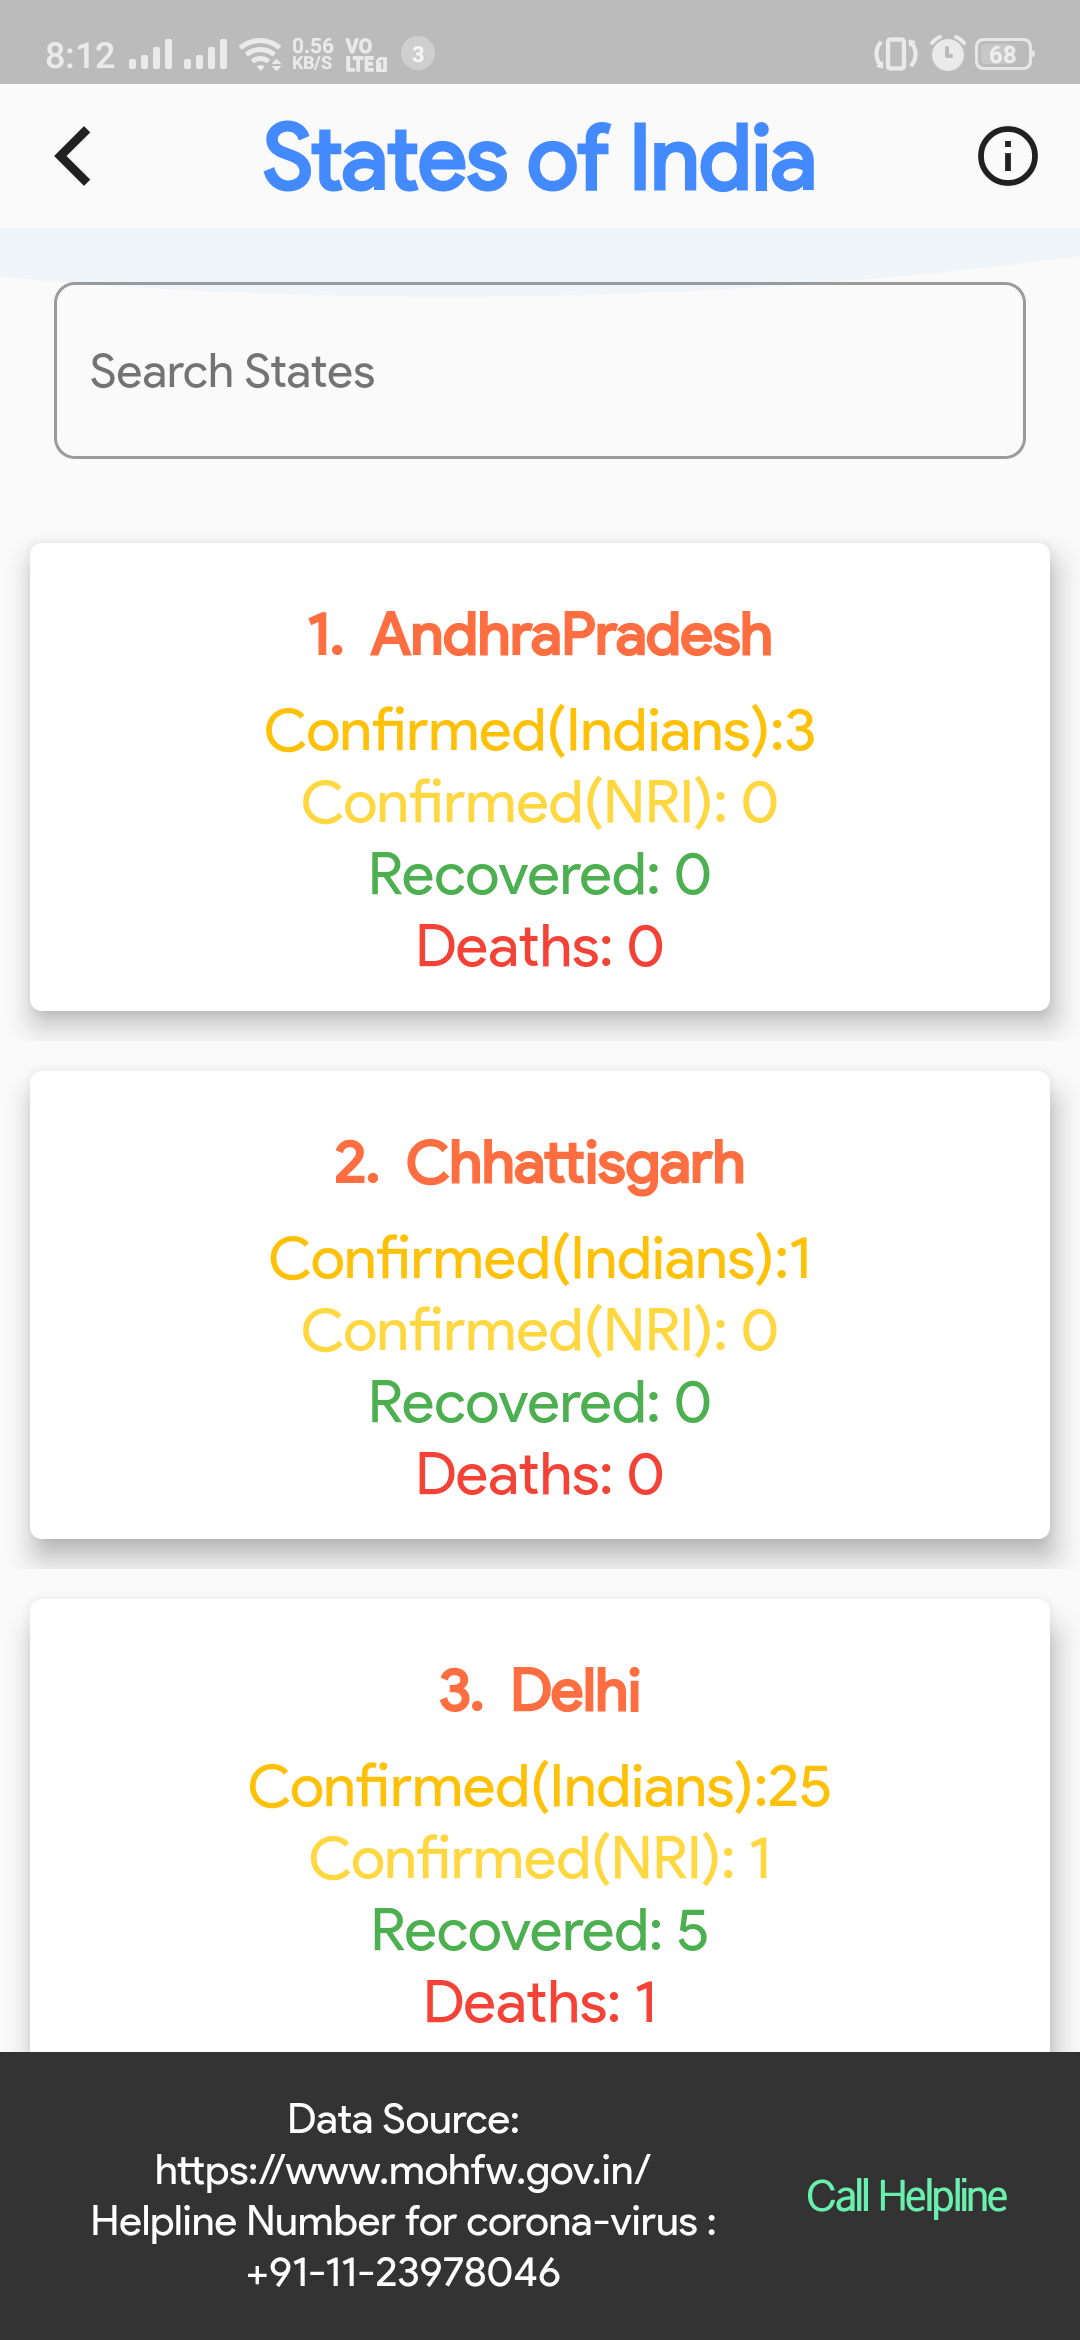 8:12 0.56 KB/S VO LTE 1 3 68
States of India
Search States
1. AndhraPradesh
Confirmed(Indians):3
Confirmed(NRI): 0
Recovered: 0
Deaths: 0
2. Chhattisgarh
Confirmed(Indians):1
Confirmed(NRI): 0
Recovered: 0
Deaths: 0
3. Delhi
Confirmed(Indians):25
Confirmed(NRI): 1
Recovered: 5
Deaths: 1
Data Source:
https://www.mohfw.gov.in/
Helpline Number for corona-virus :
+91-11-23978046
Call Helpline